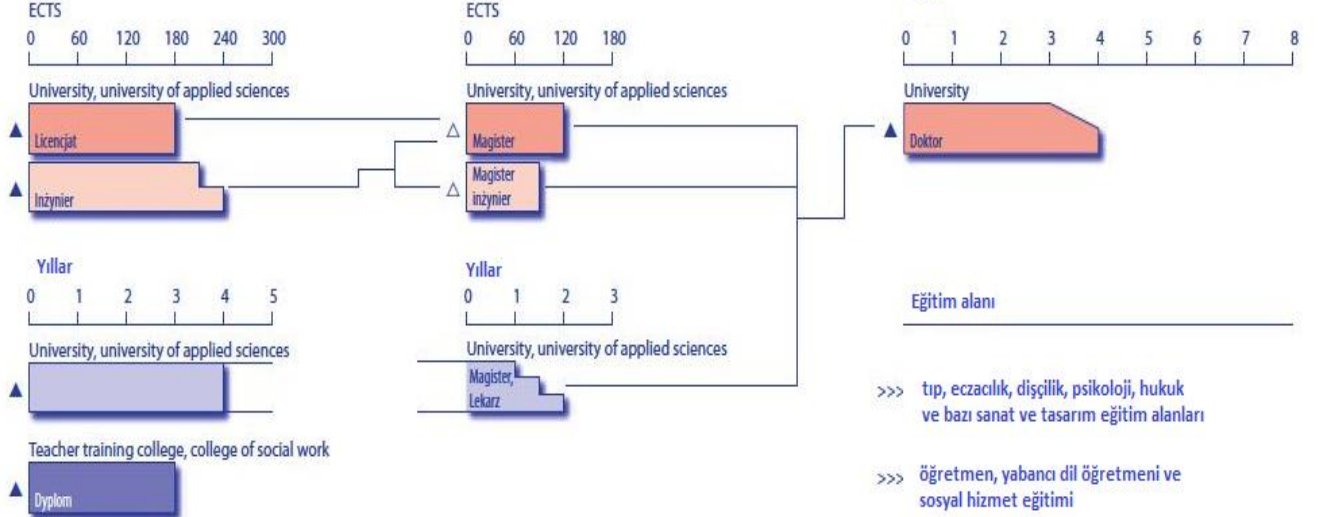 ECTS
0 60 120 180 240 300
University, university of applied sciences
Licencjat
Inżynier
Yıllar
0 1 2 3 4 5
University, university of applied sciences
Teacher training college, college of social work
Dyplom
ECTS
0 60 120 180
University, university of applied sciences
Magister
Magister
inżynier
Yıllar
0 1 2 3
University, university of applied sciences
Magister,
Lekarz
0 1 2 3 4 5 6 7 8
University
Doktor
Eğitim alanı
>>> tıp, eczacılık, dişçilik, psikoloji, hukuk
ve bazı sanat ve tasarım eğitim alanları
>>> öğretmen, yabancı dil öğretmeni ve
sosyal hizmet eğitimi